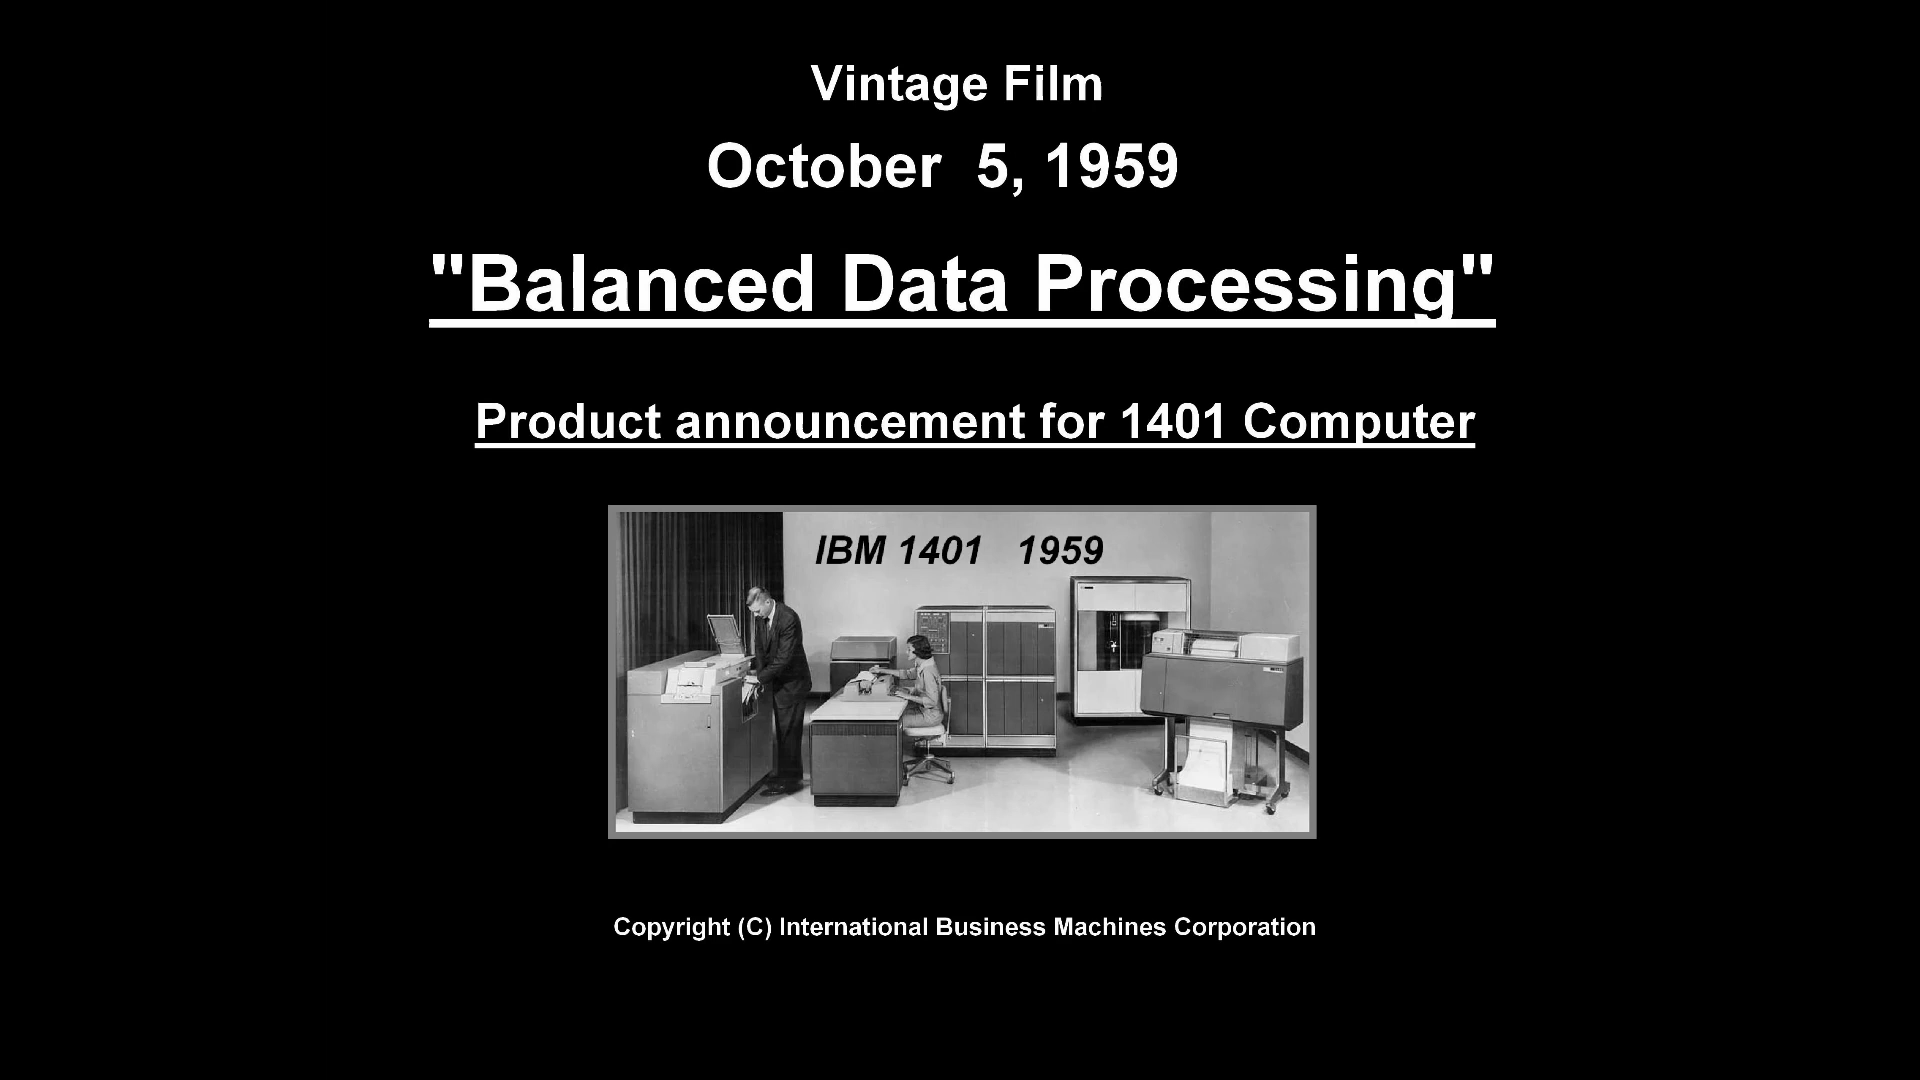 Vintage Film
October 5, 1959
"Balanced Data Processing"
Product announcement for 1401 Computer
IBM 1401 1959
Copyright (C) International Business Machines Corporation